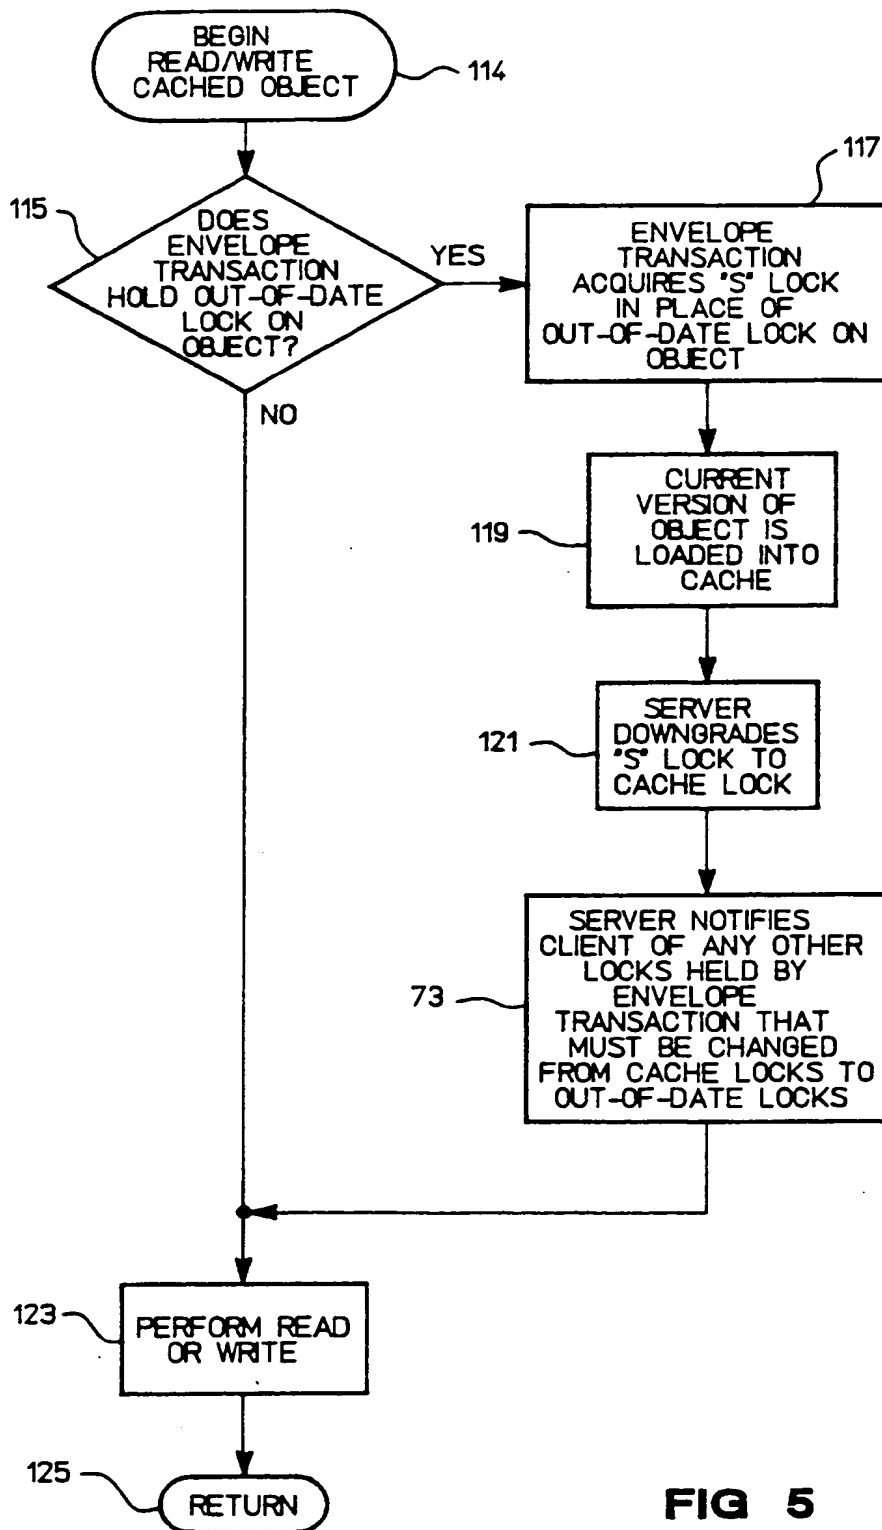 BEGIN
READ/WRITE
CACHED OBJECT
114
115
DOES
ENVELOPE
TRANSACTION
HOLD OUT-OF-DATE
LOCK ON
OBJECT?
YES
NO
117
ENVELOPE
TRANSACTION
ACQUIRES "S" LOCK
IN PLACE OF
OUT-OF-DATE LOCK ON
OBJECT
119
CURRENT
VERSION OF
OBJECT IS
LOADED INTO
CACHE
121
SERVER
DOWNGRADES
"S" LOCK TO
CACHE LOCK
73
SERVER NOTIFIES
CLIENT OF ANY OTHER
LOCKS HELD BY
ENVELOPE
TRANSACTION THAT
MUST BE CHANGED
FROM CACHE LOCKS TO
OUT-OF-DATE LOCKS
123
PERFORM READ
OR WRITE
125
RETURN
FIG 5